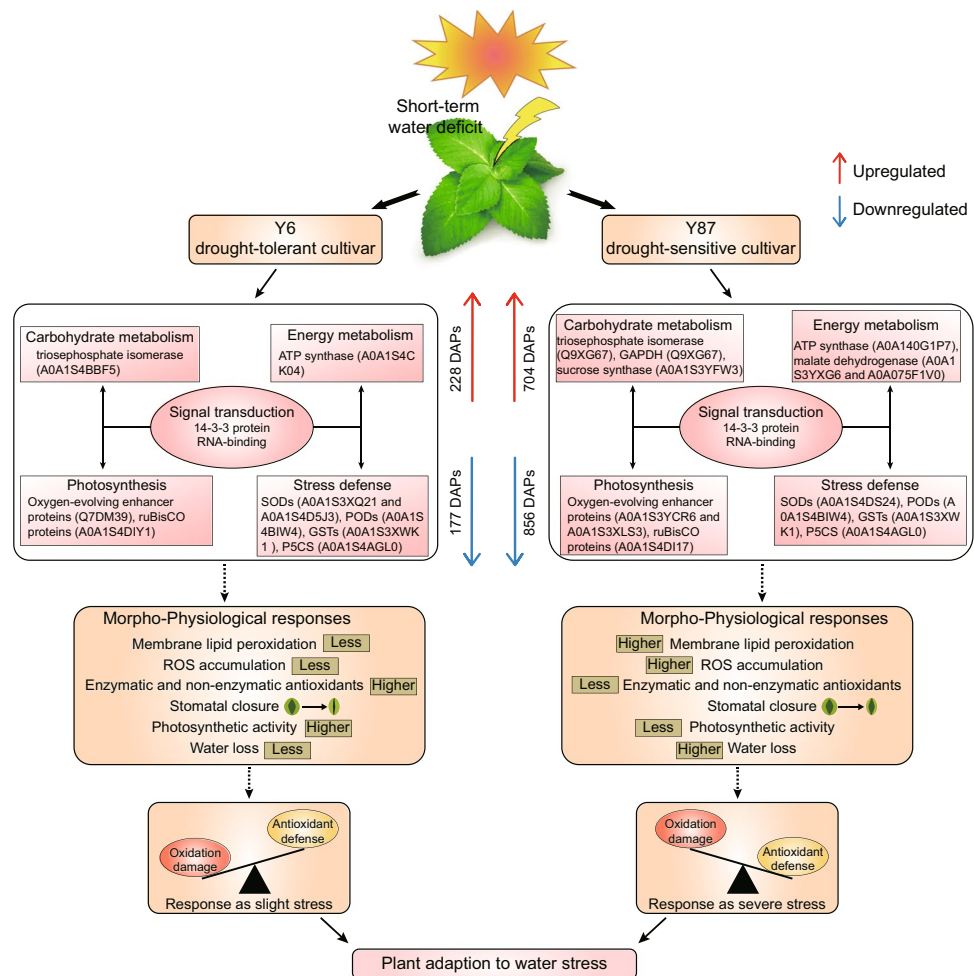 Short-term
water deficit
Upregulated
Downregulated
Y6
drought-tolerant cultivar
Y87
drought-sensitive cultivar
Carbohydrate metabolism
triosephosphate isomerase
(A0A1S4BBF5)
Energy metabolism
ATP synthase (A0A1S4C
K04)
Signal transduction
14-3-3 protein
RNA-binding
Photosynthesis
Oxygen-evolving enhancer
proteins (Q7DM39), ruBisCO
proteins (A0A1S4DIY1)
Stress defense
SODs (A0A1S3XQ21 and
A0A1S4D5J3), PODs (A0A1S
4BIW4), GSTs (A0A1S3XWK
1 ), P5CS (A0A1S4AGL0)
228 DAPs
704 DAPs
177 DAPs
856 DAPs
Carbohydrate metabolism
triosephosphate isomerase
(Q9XG67), GAPDH (Q9XG67),
sucrose synthase (A0A1S3YFW3)
Energy metabolism
ATP synthase (A0A140G1P7),
malate dehydrogenase (A0A1
S3YXG6 and A0A075F1V0)
Signal transduction
14-3-3 protein
RNA-binding
Photosynthesis
Oxygen-evolving enhancer
proteins (A0A1S3YCR6 and
A0A1S3XLS3), ruBisCO
proteins (A0A1S4DI17)
Stress defense
SODs (A0A1S4DS24), PODs (A
0A1S4BIW4), GSTs (A0A1S3XW
K1), P5CS (A0A1S4AGL0)
Morpho-Physiological responses
Membrane lipid peroxidation Less
ROS accumulation Less
Enzymatic and non-enzymatic antioxidants Higher
Stomatal closure
Photosynthetic activity Higher
Water loss Less
Morpho-Physiological responses
Higher Membrane lipid peroxidation
Higher ROS accumulation
Less Enzymatic and non-enzymatic antioxidants
Stomatal closure
Less Photosynthetic activity
Higher Water loss
Oxidation
damage
Antioxidant
defense
Response as slight stress
Oxidation
damage
Antioxidant
defense
Response as severe stress
Plant adaption to water stress